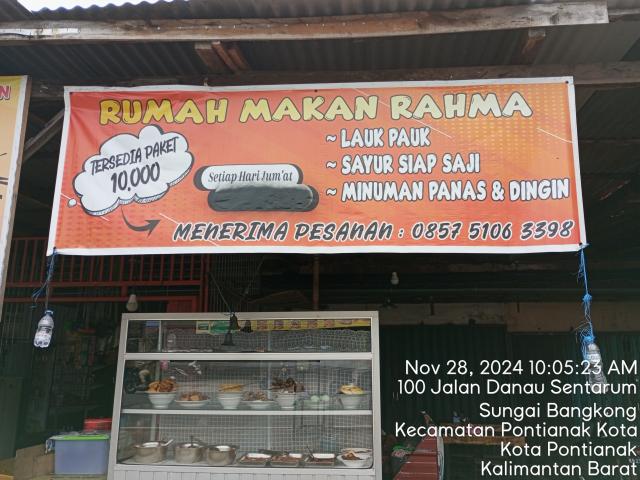 RUMAH MAKAN RAHMA
TERSEDIA PAKET
10.000
Setiap Hari Jum'at
~ LAUK PAUK
~ SAYUR SIAP SAJI
~ MINUMAN PANAS & DINGIN
MENERIMA PESANAN : 0857 5106 3398
N
Nov 28, 2024 10:05:23 AM
100 Jalan Danau Sentarum
Sungai Bangkong
Kecamatan Pontianak Kota
Kota Pontianak
Kalimantan Barat